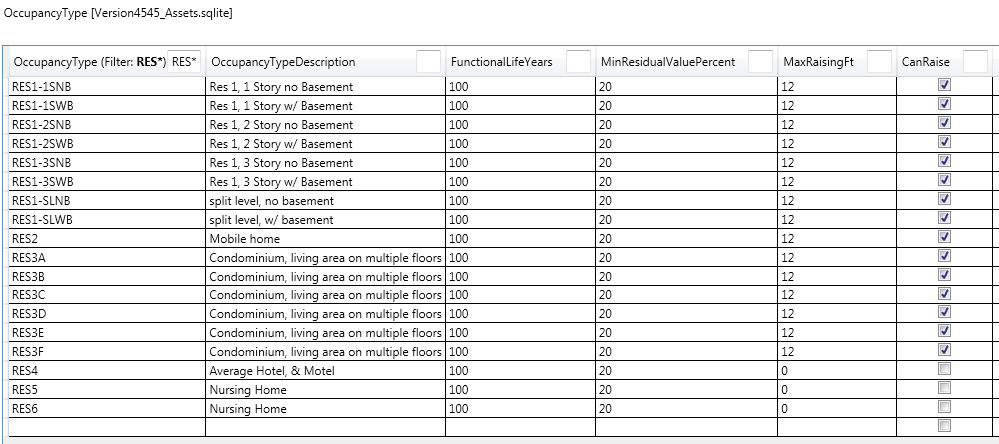 OccupancyType [Version4545_Assets.sqlite]
OccupancyType (Filter: RES*) RES* OccupancyTypeDescription FunctionalLifeYears MinResidualValuePercent MaxRaisingFt CanRaise
RES1-1SNB Res 1, 1 Story no Basement 100 20 12
RES1-1SWB Res 1, 1 Story w/ Basement 100 20 12
RES1-2SNB Res 1, 2 Story no Basement 100 20 12
RES1-2SWB Res 1, 2 Story w/ Basement 100 20 12
RES1-3SNB Res 1, 3 Story no Basement 100 20 12
RES1-3SWB Res 1, 3 Story w/ Basement 100 20 12
RES1-SLNB split level, no basement 100 20 12
RES1-SLWB split level, w/ basement 100 20 12
RES2 Mobile home 100 20 12
RES3A Condominium, living area on multiple floors 100 20 12
RES3B Condominium, living area on multiple floors 100 20 12
RES3C Condominium, living area on multiple floors 100 20 12
RES3D Condominium, living area on multiple floors 100 20 12
RES3E Condominium, living area on multiple floors 100 20 12
RES3F Condominium, living area on multiple floors 100 20 12
RES4 Average Hotel, & Motel 100 20 0
RES5 Nursing Home 100 20 0
RES6 Nursing Home 100 20 0